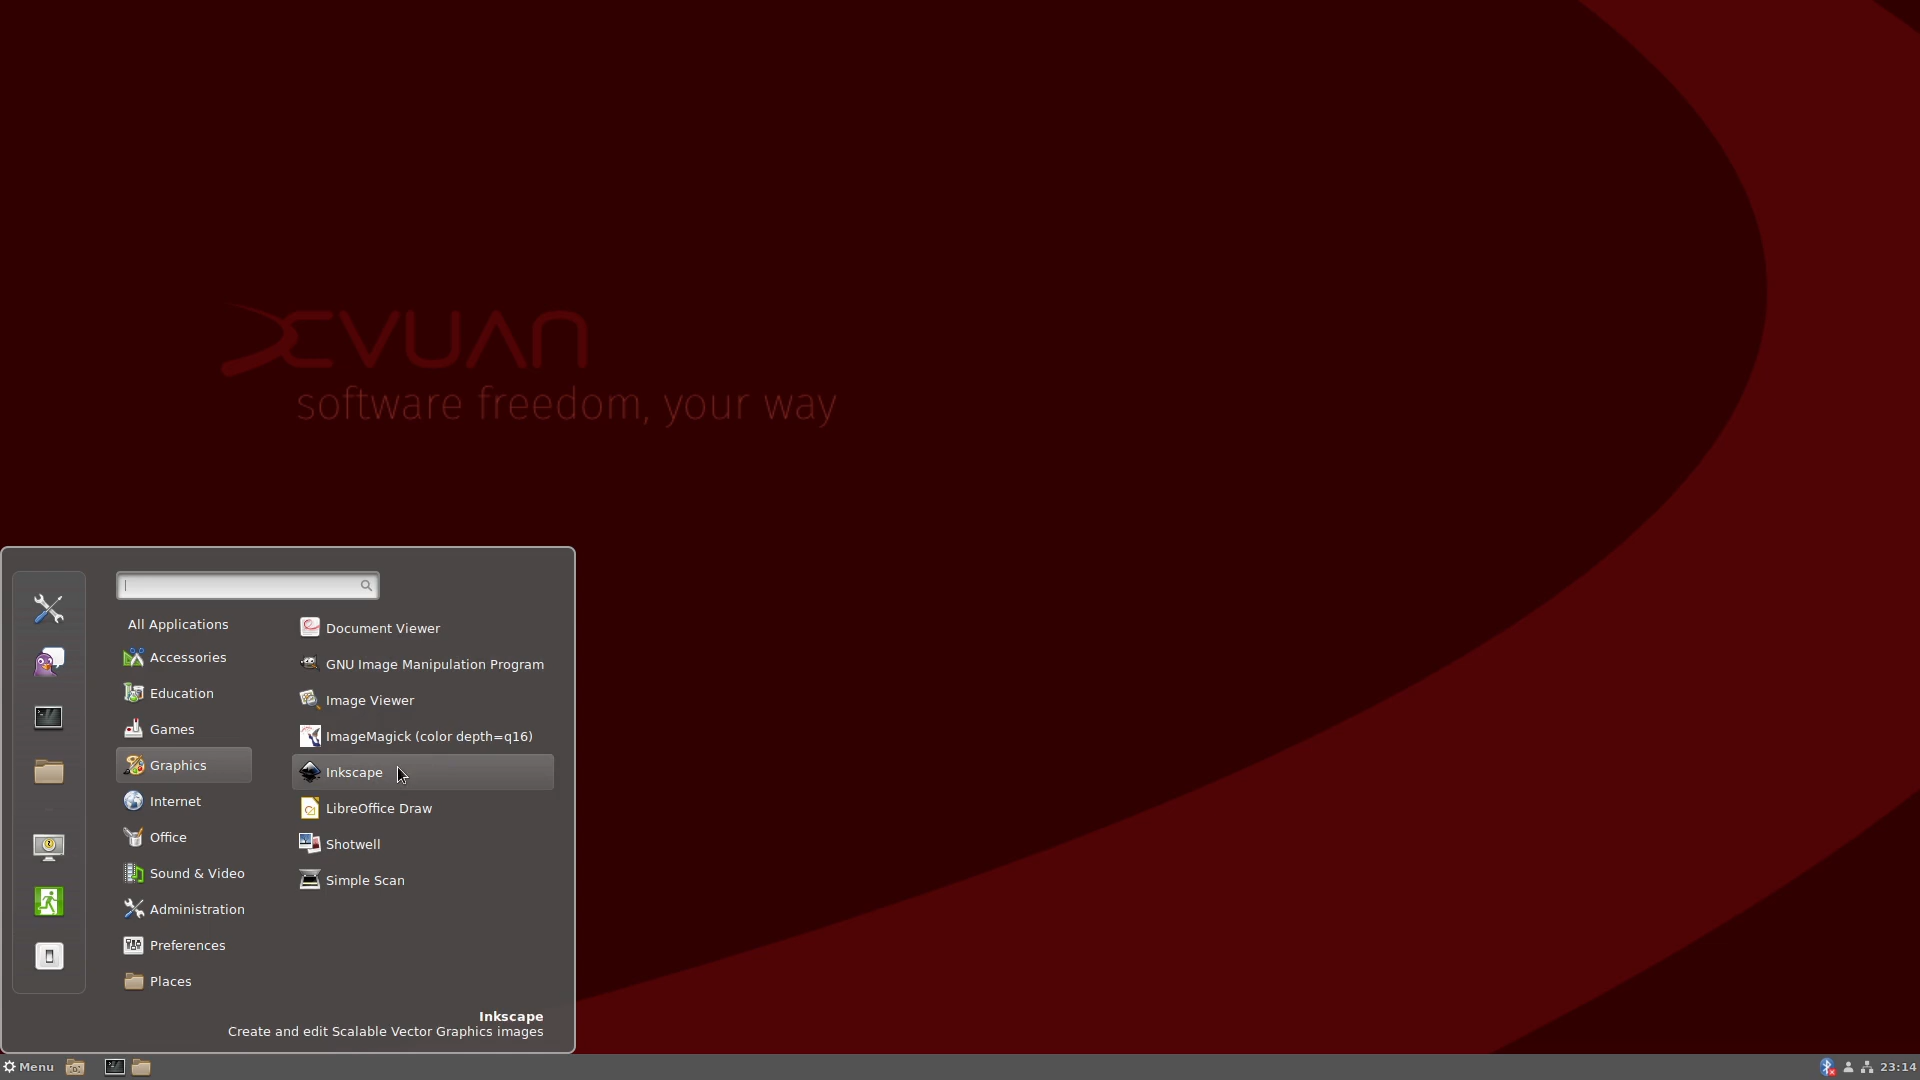 DEVUAN
software freedom, your way
All Applications
Accessories
Education
Games
Graphics
Internet
Office
Sound & Video
Administration
Preferences
Places
Document Viewer
GNU Image Manipulation Program
Image Viewer
ImageMagick (color depth=q16)
Inkscape
LibreOffice Draw
Shotwell
Simple Scan
Inkscape
Create and edit Scalable Vector Graphics images
Menu
23:14